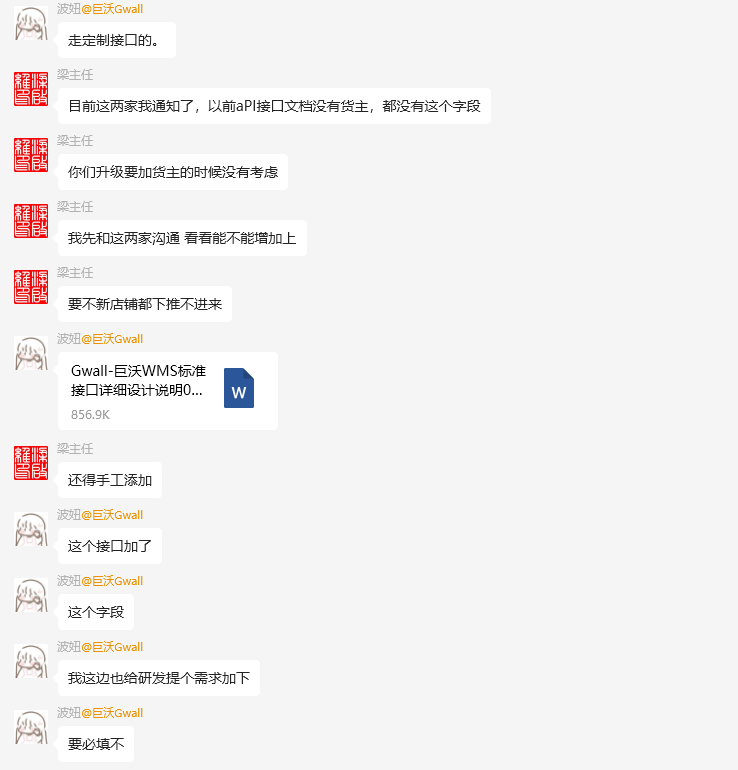 波妞@巨沃Gwall
走定制接口的。
梁主任
目前这两家我通知了，以前aPI接口文档没有货主，都没有这个字段
梁主任
你们升级要加货主的时候没有考虑
梁主任
我先和这两家沟通 看看能不能增加上
梁主任
要不新店铺都下推不进来
波妞@巨沃Gwall
Gwall-巨沃WMS标准
接口详细设计说明0...
W
856.9K
梁主任
还得手工添加
波妞@巨沃Gwall
这个接口加了
波妞@巨沃Gwall
这个字段
波妞@巨沃Gwall
我这边也给研发提个需求加下
波妞@巨沃Gwall
要必填不